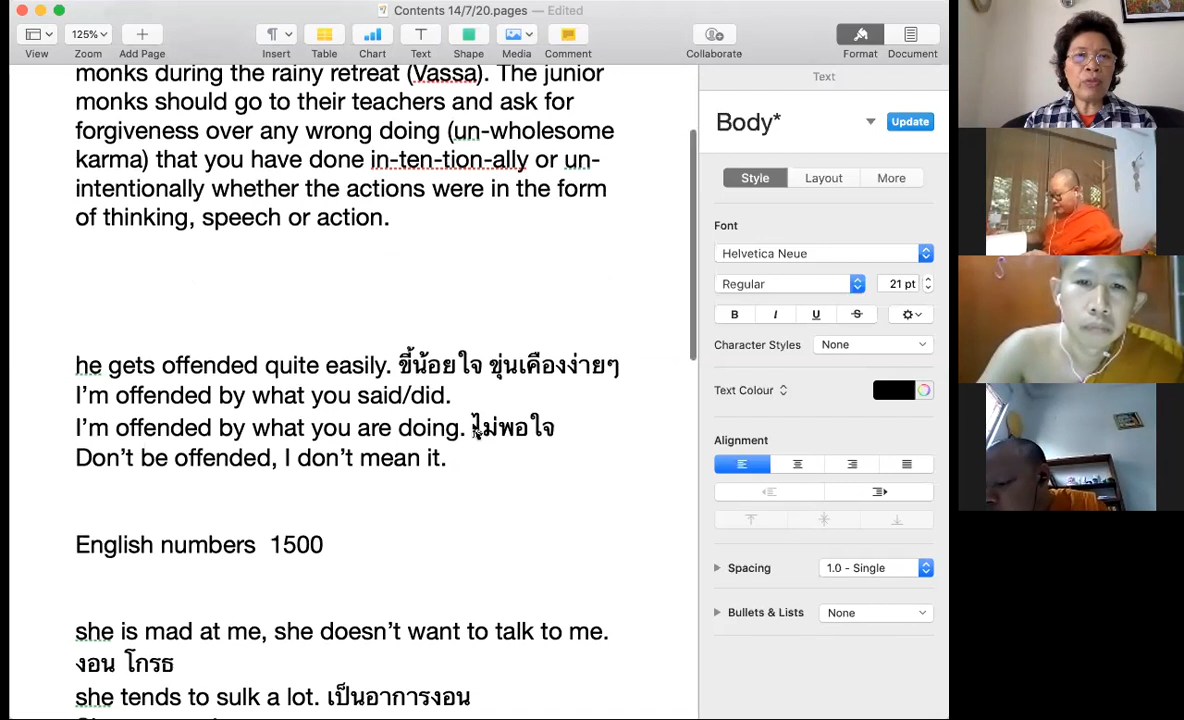 Contents 14/7/20.pages — Edited
125%
View
Zoom
Add Page
Insert
Table
Chart
Text
Shape
Media
Comment
Collaborate
Format
Document
monks during the rainy retreat (Vassa). The junior
monks should go to their teachers and ask for
forgiveness over any wrong doing (un-wholesome
karma) that you have done in-ten-tion-ally or un-
intentionally whether the actions were in the form
of thinking, speech or action.
he gets offended quite easily. ขี้น้อยใจ ขุ่นเคืองง่ายๆ
I’m offended by what you said/did.
I’m offended by what you are doing. ไม่พอใจ
Don’t be offended, I don’t mean it.
English numbers 1500
she is mad at me, she doesn’t want to talk to me.
งอน โกรธ
she tends to sulk a lot. เป็นอาการงอน
Text
Body*
Update
Style
Layout
More
Font
Helvetica Neue
Regular
21 pt
B I U S
Character Styles
None
Text Colour
Alignment
Spacing
1.0 - Single
Bullets & Lists
None